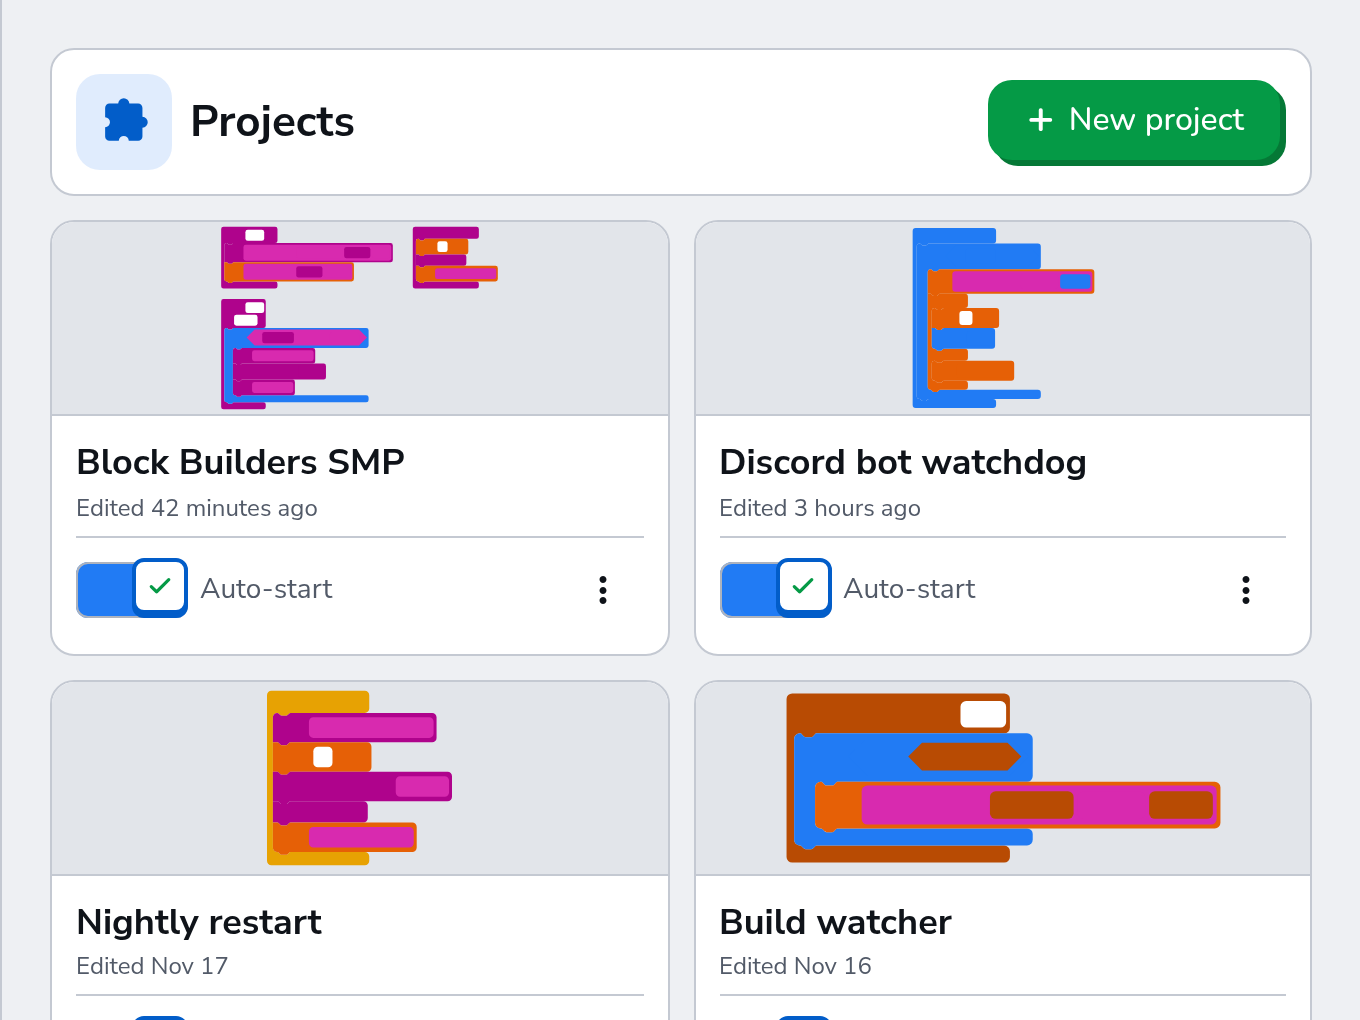 Projects
New project
Block Builders SMP
Edited 42 minutes ago
Auto-start
Discord bot watchdog
Edited 3 hours ago
Auto-start
Nightly restart
Edited Nov 17
Build watcher
Edited Nov 16